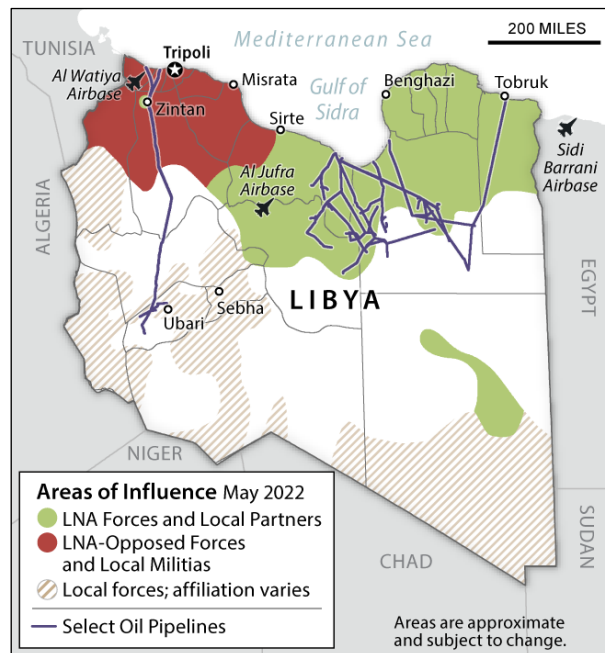 TUNISIA
Mediterranean Sea
200 MILES
Tripoli
Al Watiya
Airbase
Misrata
Gulf of
Sidra
Benghazi
Tobruk
Zintan
Sirte
Sidi
Barrani
Airbase
Al Jufra
Airbase
ALGERIA
EGYPT
LIBYA
Sebha
Ubari
NIGER
CHAD
SUDAN
Areas of Influence May 2022
LNA Forces and Local Partners
LNA-Opposed Forces
and Local Militias
Local forces; affiliation varies
Select Oil Pipelines
Areas are approximate
and subject to change.